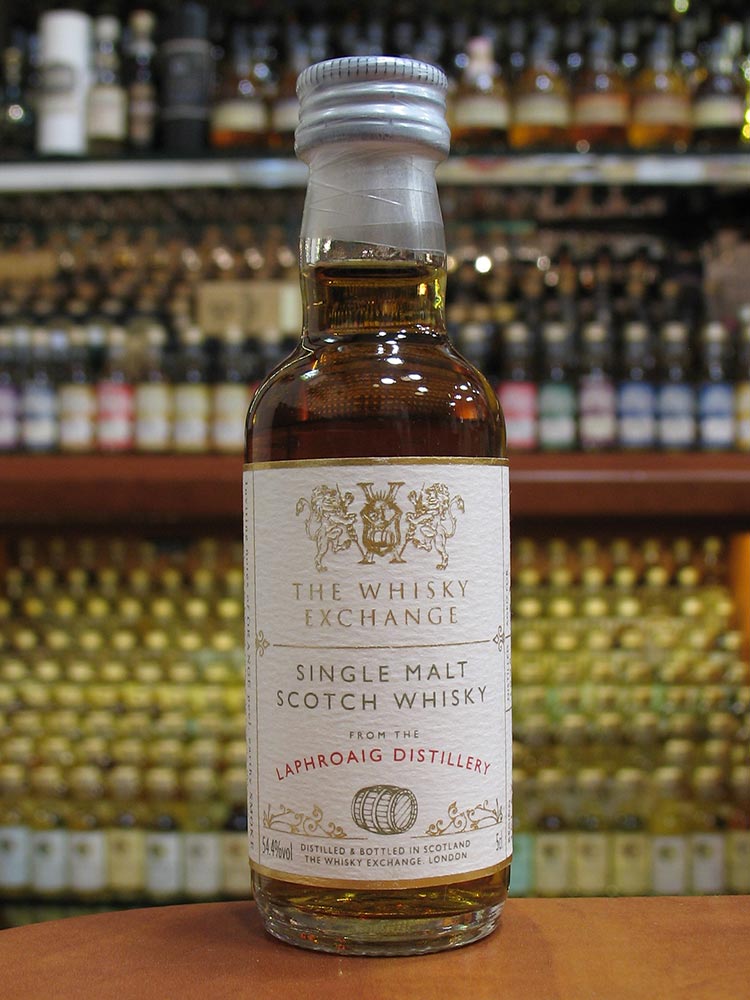 THE WHISKY
EXCHANGE
SINGLE MALT
SCOTCH WHISKY
FROM THE
LAPHROAIG DISTILLERY
54.4%vol
DISTILLED & BOTTLED IN SCOTLAND
THE WHISKY EXCHANGE. LONDON
5cl